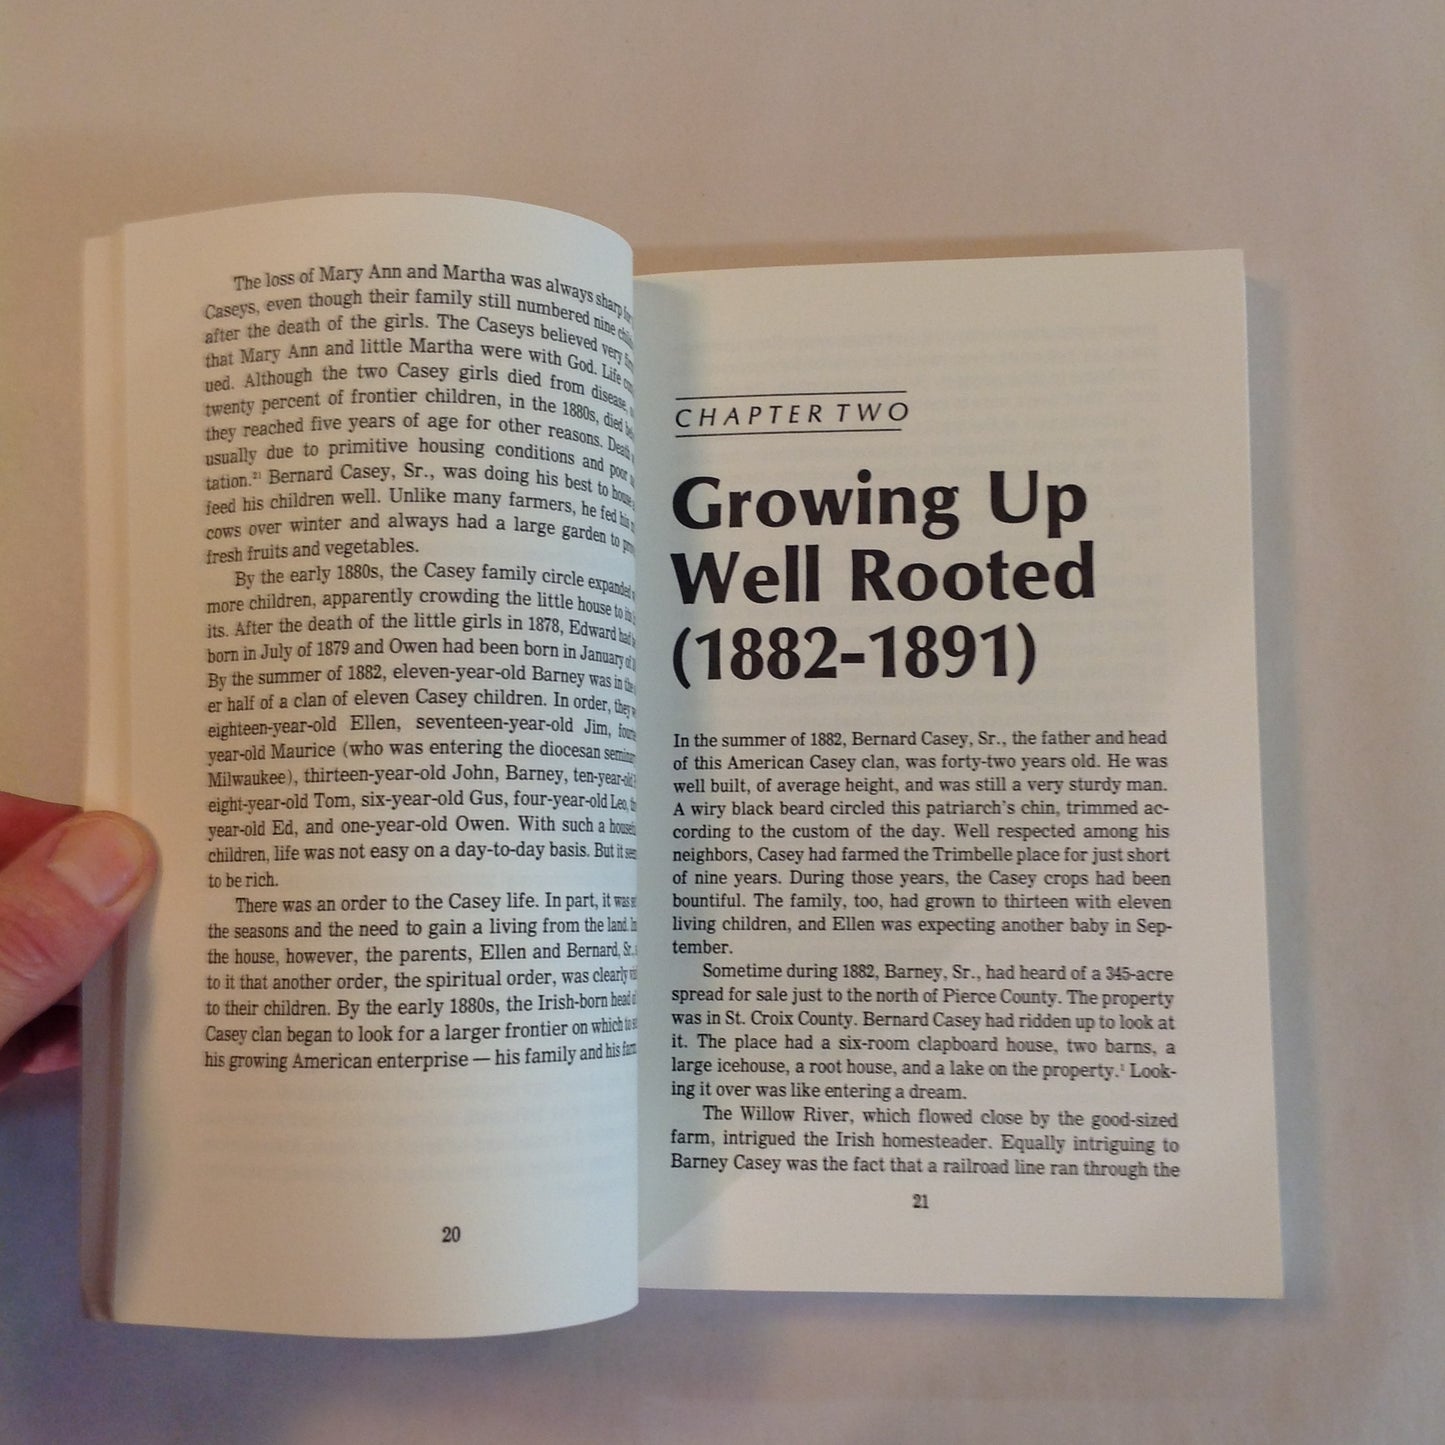 The loss of Mary Ann and Martha was always sharp
Caseys, even though their family still numbered nine
after the death of the girls. The Caseys believed very
that Mary Ann and little Martha were with God. Life
ued. Although the two Casey girls died from disease,
twenty percent of frontier children, in the 1880s, died
they reached five years of age for other reasons. Death
usually due to primitive housing conditions and poor
tation.²¹ Bernard Casey, Sr., was doing his best to house
feed his children well. Unlike many farmers, he fed his
cows over winter and always had a large garden to
fresh fruits and vegetables.
By the early 1880s, the Casey family circle expanded
more children, apparently crowding the little house to its
its. After the death of the little girls in 1878, Edward had
born in July of 1879 and Owen had been born in January of
By the summer of 1882, eleven-year-old Barney was in the
er half of a clan of eleven Casey children. In order, they
eighteen-year-old Ellen, seventeen-year-old Jim,
year-old Maurice (who was entering the diocesan
Milwaukee), thirteen-year-old John, Barney, ten-year-old
eight-year-old Tom, six-year-old Gus, four-year-old Leo,
year-old Ed, and one-year-old Owen. With such a
children, life was not easy on a day-to-day basis. But it
to be rich.
There was an order to the Casey life. In part, it was
the seasons and the need to gain a living from the land. In
the house, however, the parents, Ellen and Bernard, Sr.,
to it that another order, the spiritual order, was clearly
to their children. By the early 1880s, the Irish-born head
Casey clan began to look for a larger frontier on which to
his growing American enterprise — his family and his
20
CHAPTER TWO
Growing Up
Well Rooted
(1882-1891)
In the summer of 1882, Bernard Casey, Sr., the father and head
of this American Casey clan, was forty-two years old. He was
well built, of average height, and was still a very sturdy man.
A wiry black beard circled this patriarch's chin, trimmed ac-
cording to the custom of the day. Well respected among his
neighbors, Casey had farmed the Trimbelle place for just short
of nine years. During those years, the Casey crops had been
bountiful. The family, too, had grown to thirteen with eleven
living children, and Ellen was expecting another baby in Sep-
tember.
Sometime during 1882, Barney, Sr., had heard of a 345-acre
spread for sale just to the north of Pierce County. The property
was in St. Croix County. Bernard Casey had ridden up to look at
it. The place had a six-room clapboard house, two barns, a
large icehouse, a root house, and a lake on the property.¹ Look-
ing it over was like entering a dream.
The Willow River, which flowed close by the good-sized
farm, intrigued the Irish homesteader. Equally intriguing to
Barney Casey was the fact that a railroad line ran through the
21